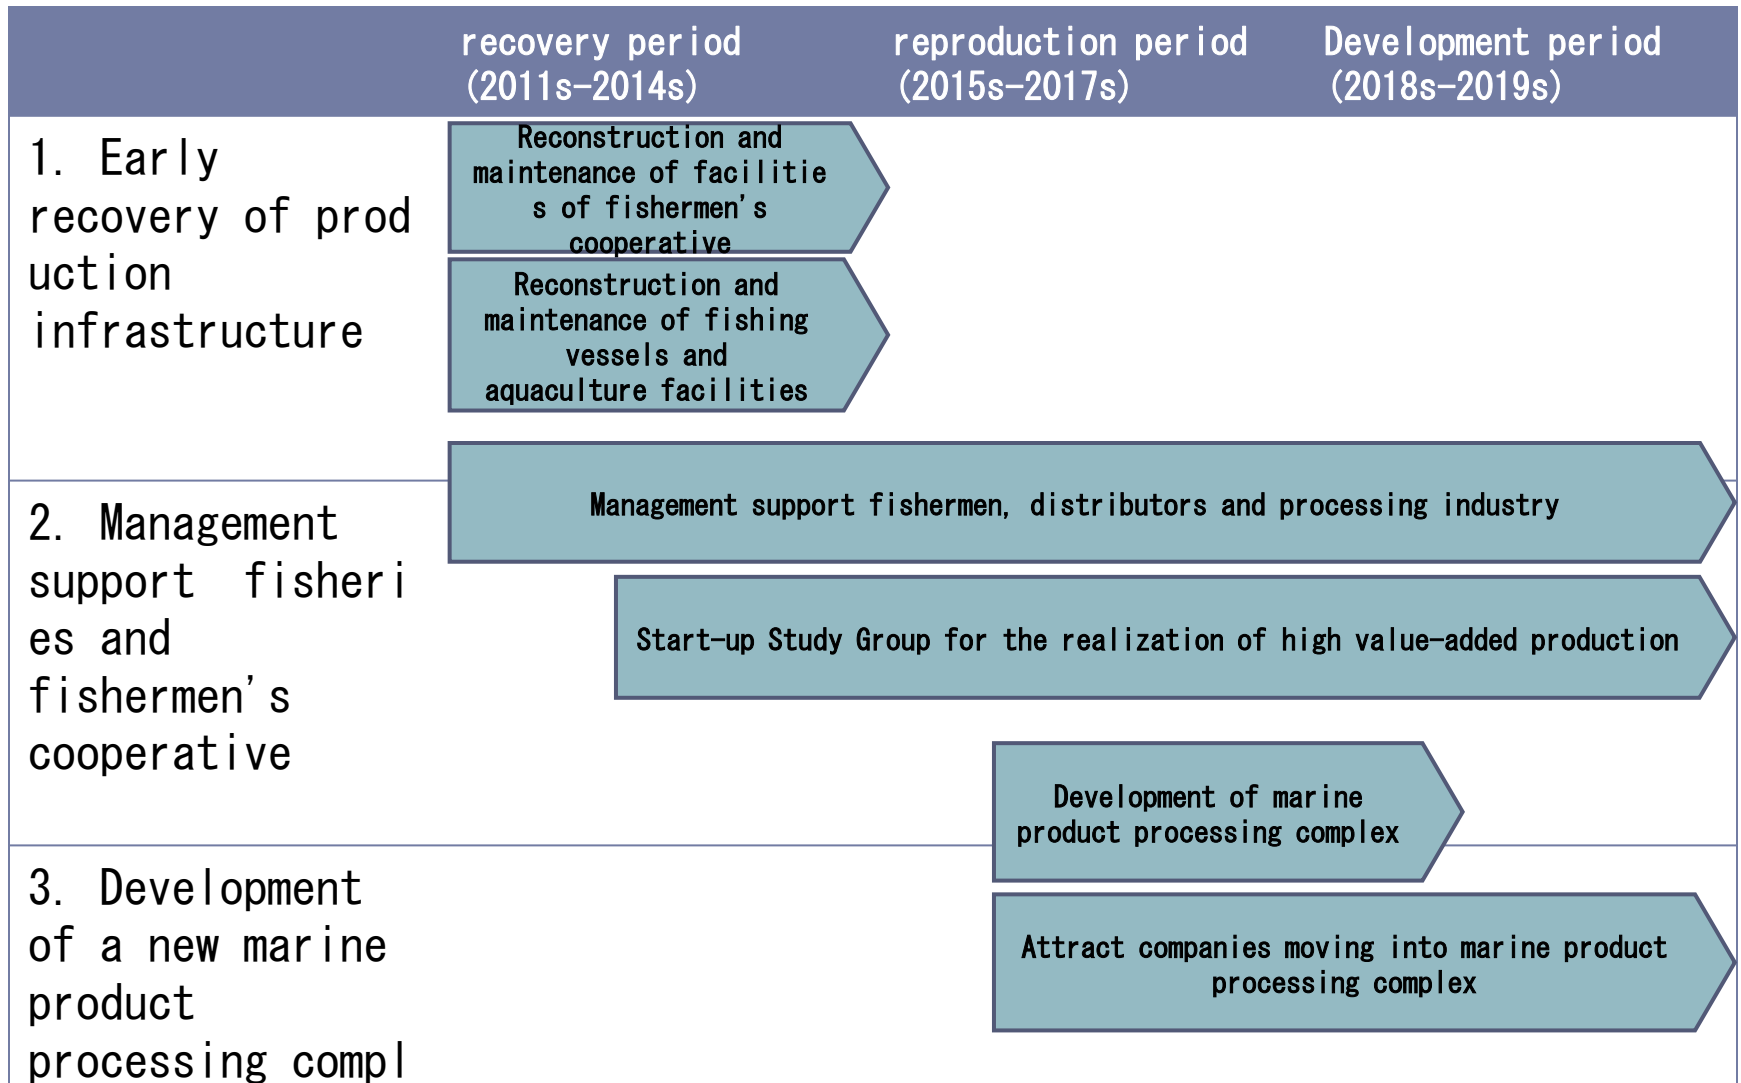 recovery period
(2011s-2014s)
reproduction period
(2015s-2017s)
Development period
(2018s-2019s)
1. Early
recovery of prod
uction
infrastructure
Reconstruction and
maintenance of facilitie
s of fishermen's
cooperative
Reconstruction and
maintenance of fishing
vessels and
aquaculture facilities
2. Management
support  fisheri
es and
fishermen's
cooperative
Management support fishermen, distributors and processing industry
Start-up Study Group for the realization of high value-added production
3. Development
of a new marine
product
processing compl
Development of marine
product processing complex
Attract companies moving into marine product
processing complex